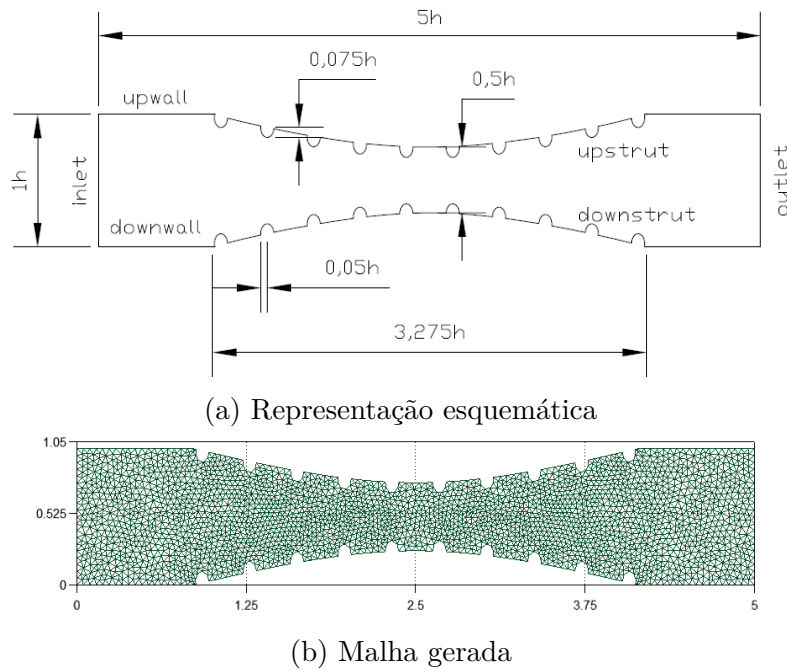 5h
0,075h
0,5h
upwall
upstrut
1h
inlet
outlet
downwall
downstrut
0,05h
3,275h
(a) Representação esquemática
1.05
0.525
0
0 1.25 2.5 3.75 5
(b) Malha gerada